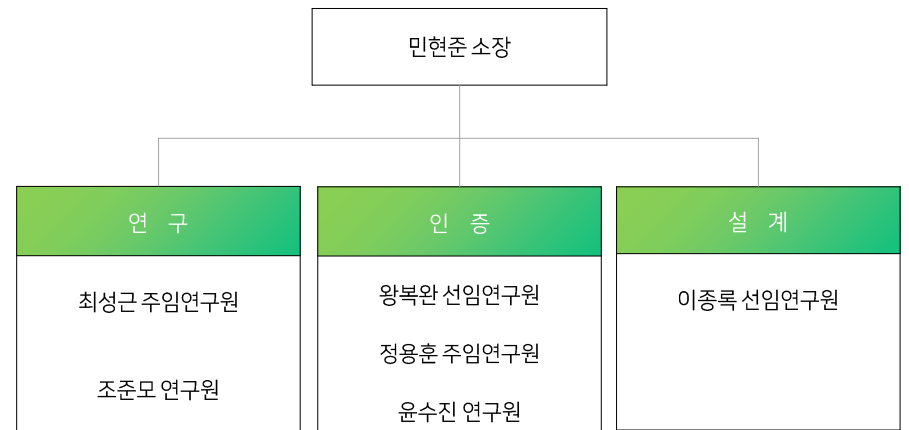 민현준 소장
연 구
최성근 주임연구원
조준모 연구원
인 증
왕복완 선임연구원
정용훈 주임연구원
윤수진 연구원
설 계
이종록 선임연구원